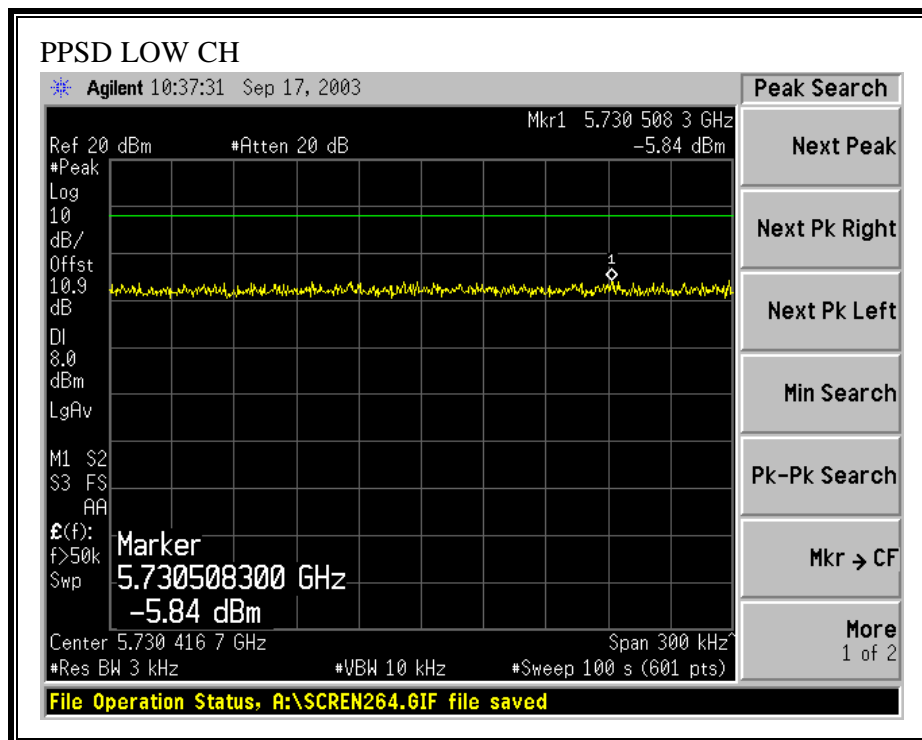 PPSD LOW CH
Agilent 10:37:31 Sep 17, 2003
Peak Search
Mkr1 5.730 508 3 GHz
Ref 20 dBm #Atten 20 dB -5.84 dBm
#Peak
Log
10
dB/
Offst
10.9
dB
DI
8.0
dBm
LgAv
M1 S2
S3 FS
AA
£(f):
f>50k
Swp
1
Marker
5.730508300 GHz
-5.84 dBm
Center 5.730 416 7 GHz Span 300 kHz^
#Res BW 3 kHz #VBW 10 kHz #Sweep 100 s (601 pts)
Next Peak
Next Pk Right
Next Pk Left
Min Search
Pk-Pk Search
Mkr → CF
More
1 of 2
File Operation Status, A:\SCREN264.GIF file saved